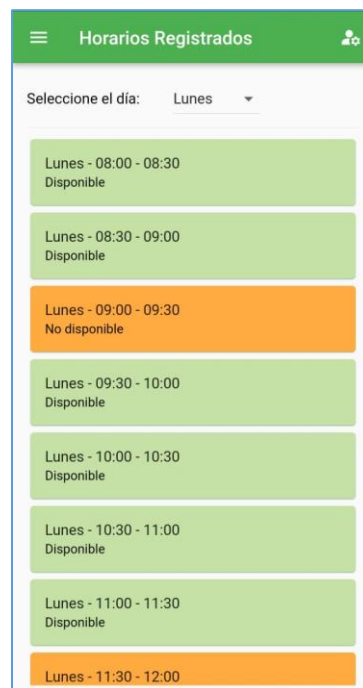 Horarios Registrados
Seleccione el día: Lunes
Lunes - 08:00 - 08:30
Disponible
Lunes - 08:30 - 09:00
Disponible
Lunes - 09:00 - 09:30
No disponible
Lunes - 09:30 - 10:00
Disponible
Lunes - 10:00 - 10:30
Disponible
Lunes - 10:30 - 11:00
Disponible
Lunes - 11:00 - 11:30
Disponible
Lunes - 11:30 - 12:00